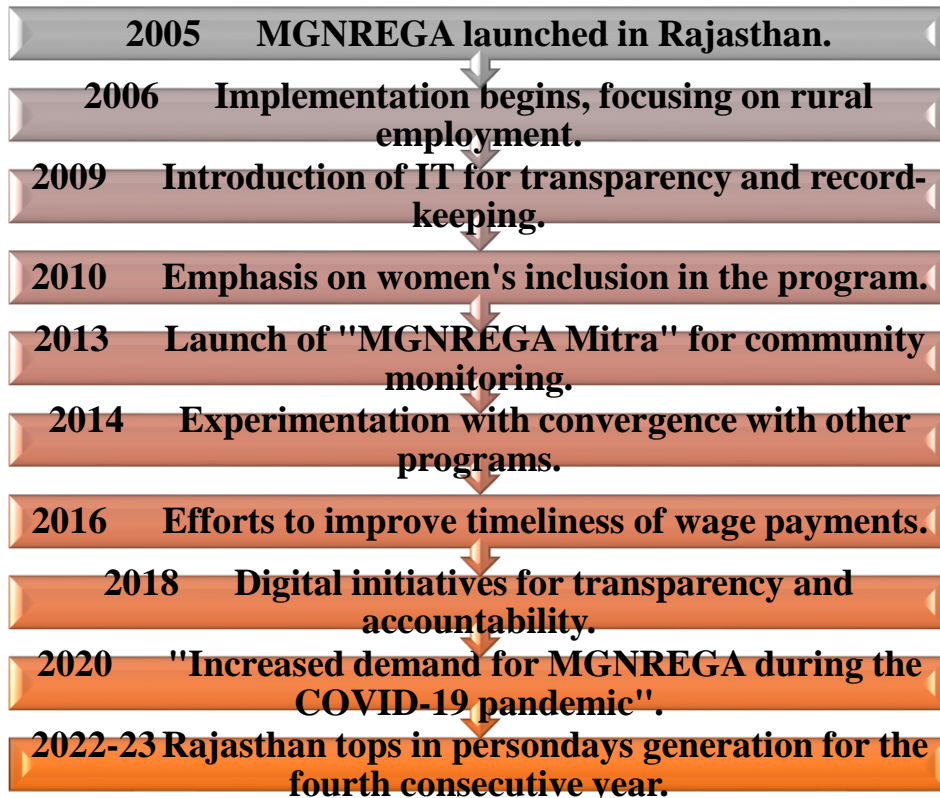 2005 MGNREGA launched in Rajasthan.
2006 Implementation begins, focusing on rural
employment.
2009 Introduction of IT for transparency and record-
keeping.
2010 Emphasis on women's inclusion in the program.
2013 Launch of "MGNREGA Mitra" for community
monitoring.
2014 Experimentation with convergence with other
programs.
2016 Efforts to improve timeliness of wage payments.
2018 Digital initiatives for transparency and
accountability.
2020 "Increased demand for MGNREGA during the
COVID-19 pandemic".
2022-23 Rajasthan tops in persondays generation for the
fourth consecutive year.